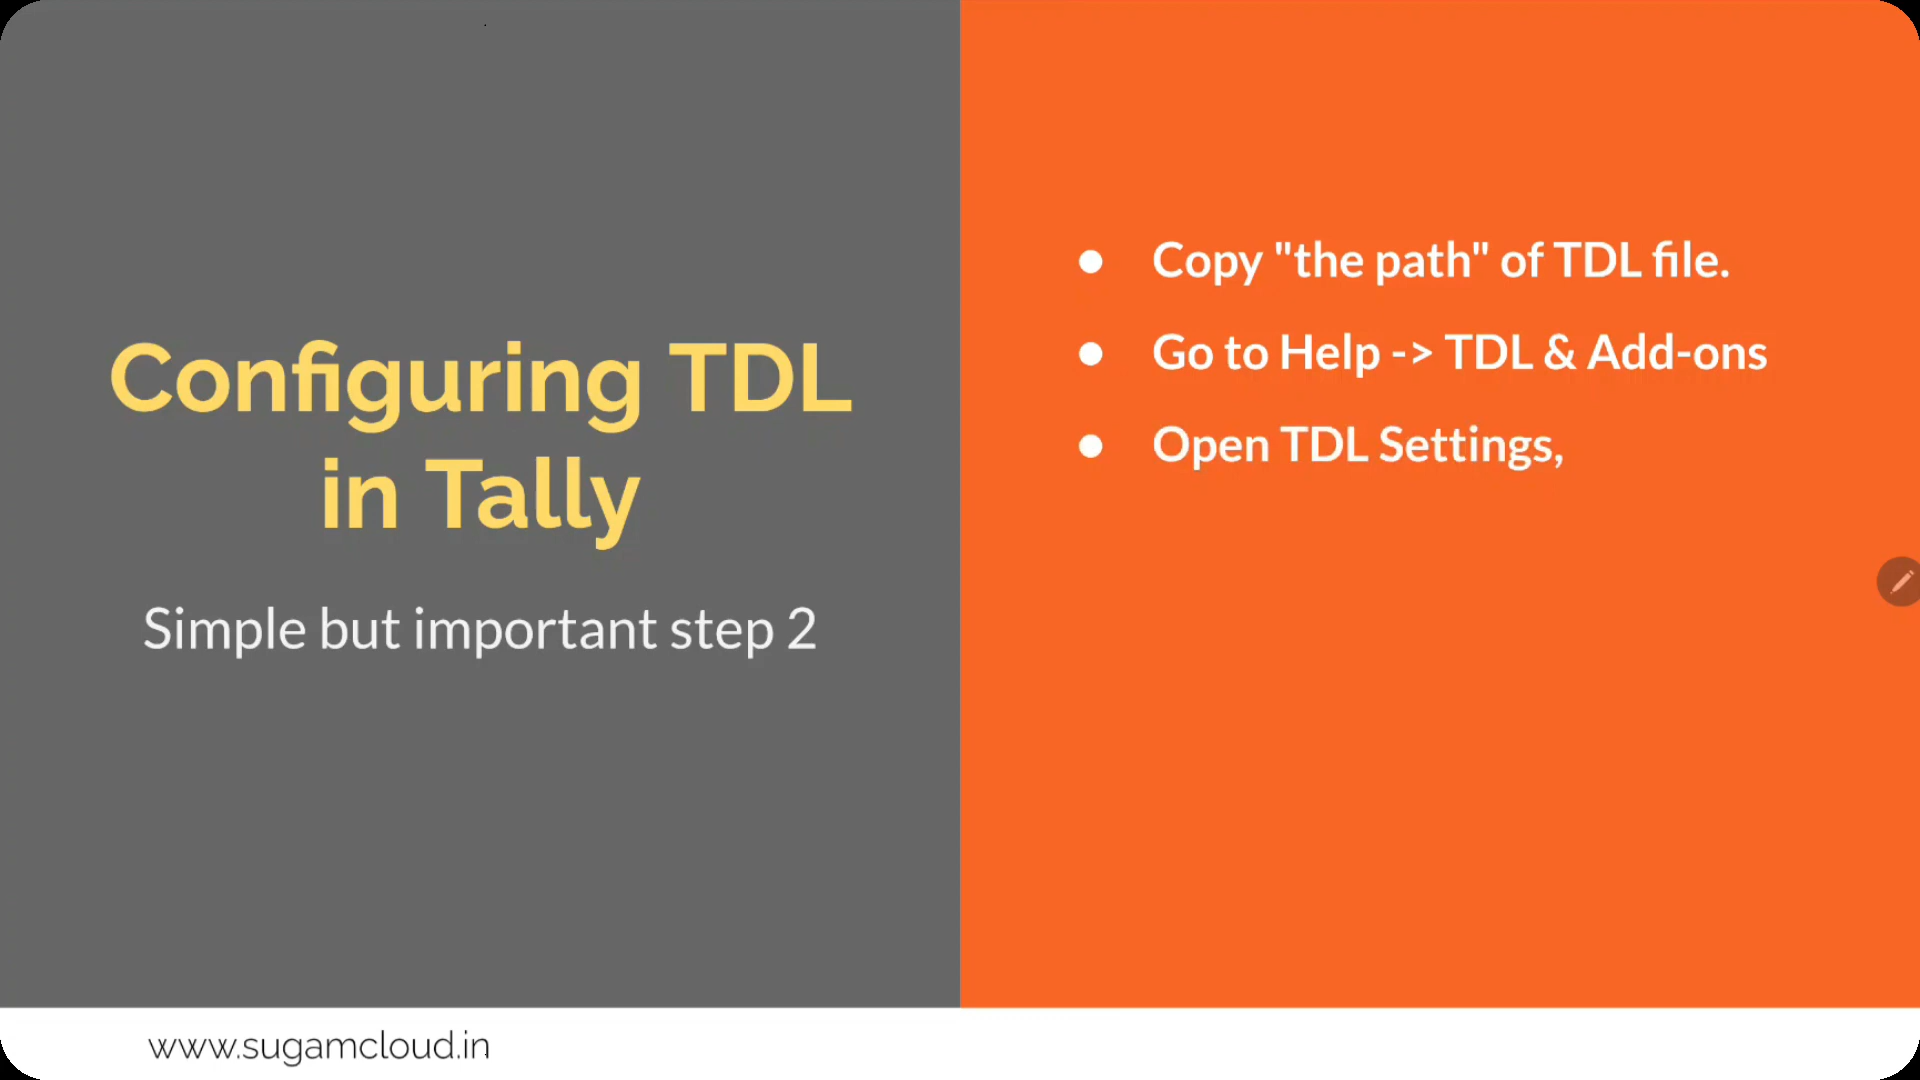 Configuring TDL
in Tally
Simple but important step 2
● Copy "the path" of TDL file.
● Go to Help -> TDL & Add-ons
● Open TDL Settings,
www.sugamcloud.in